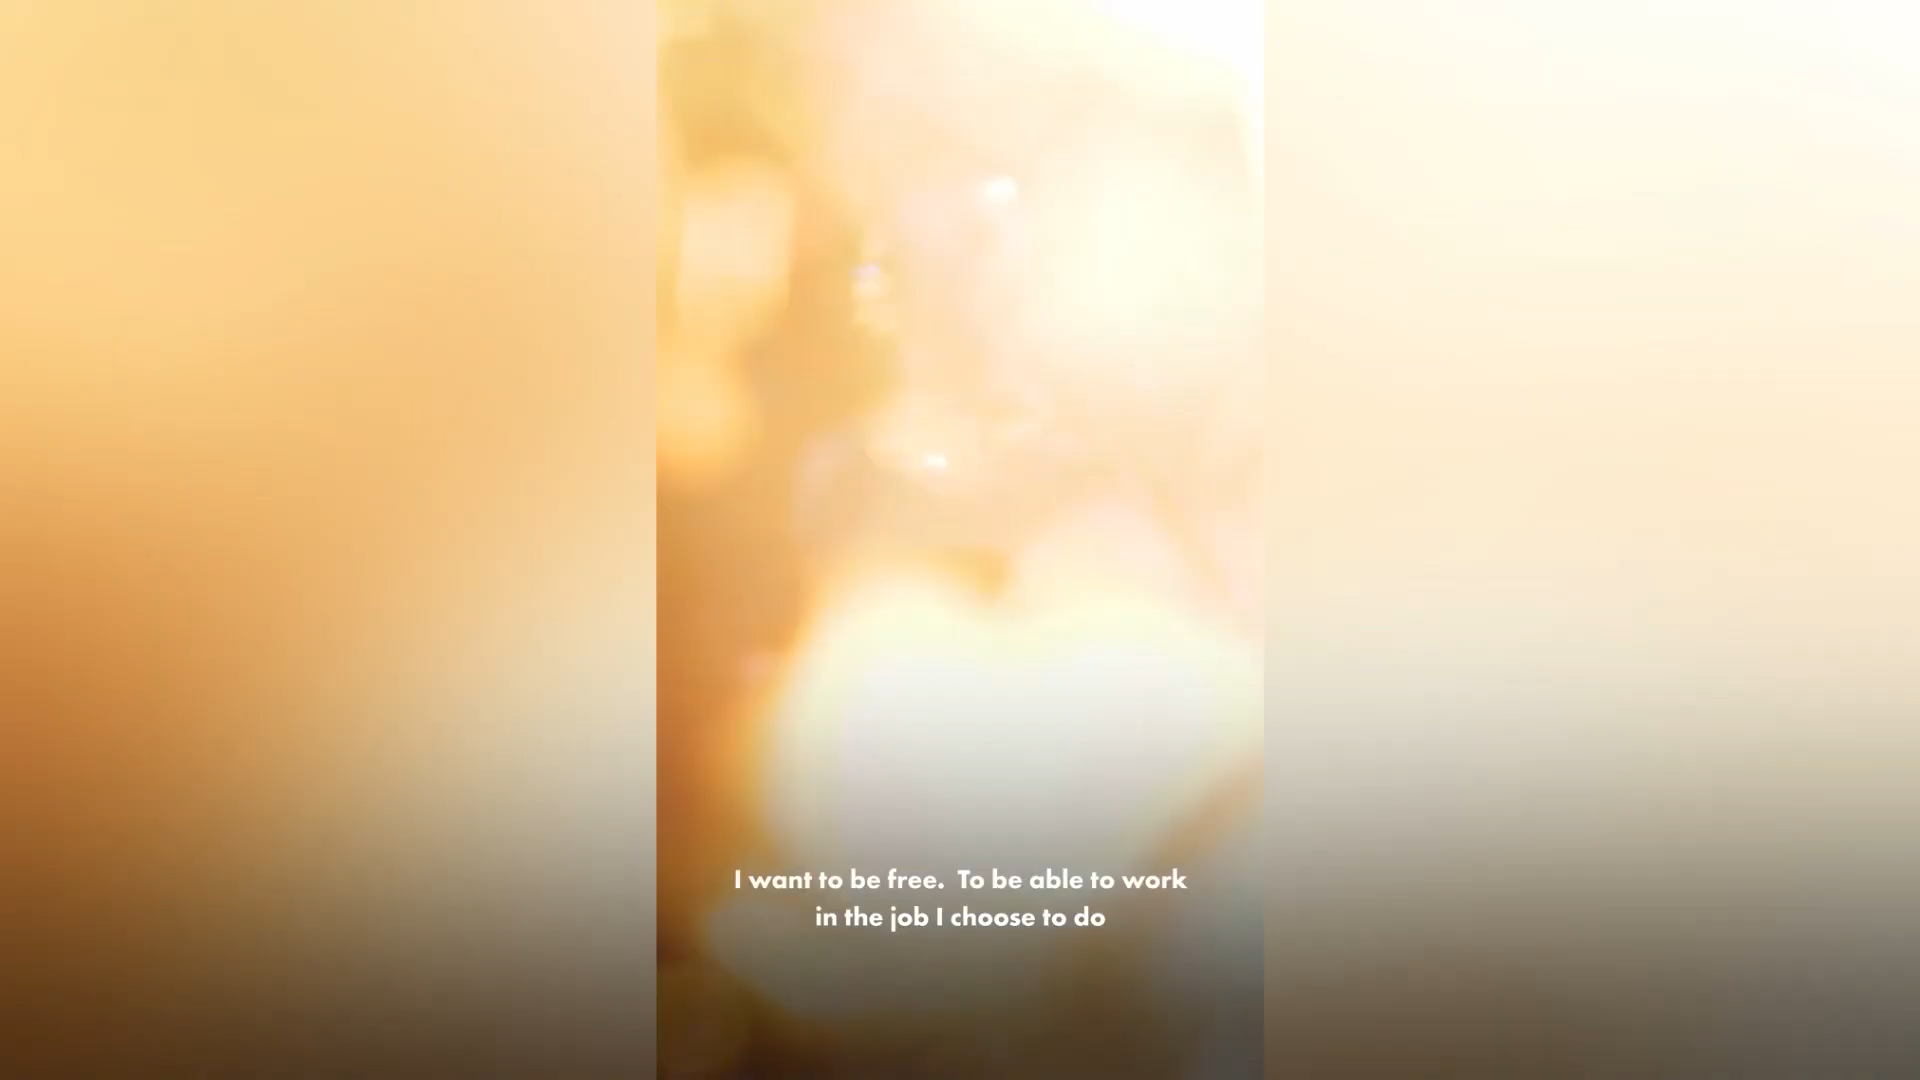 I want to be free.  To be able to work
in the job I choose to do